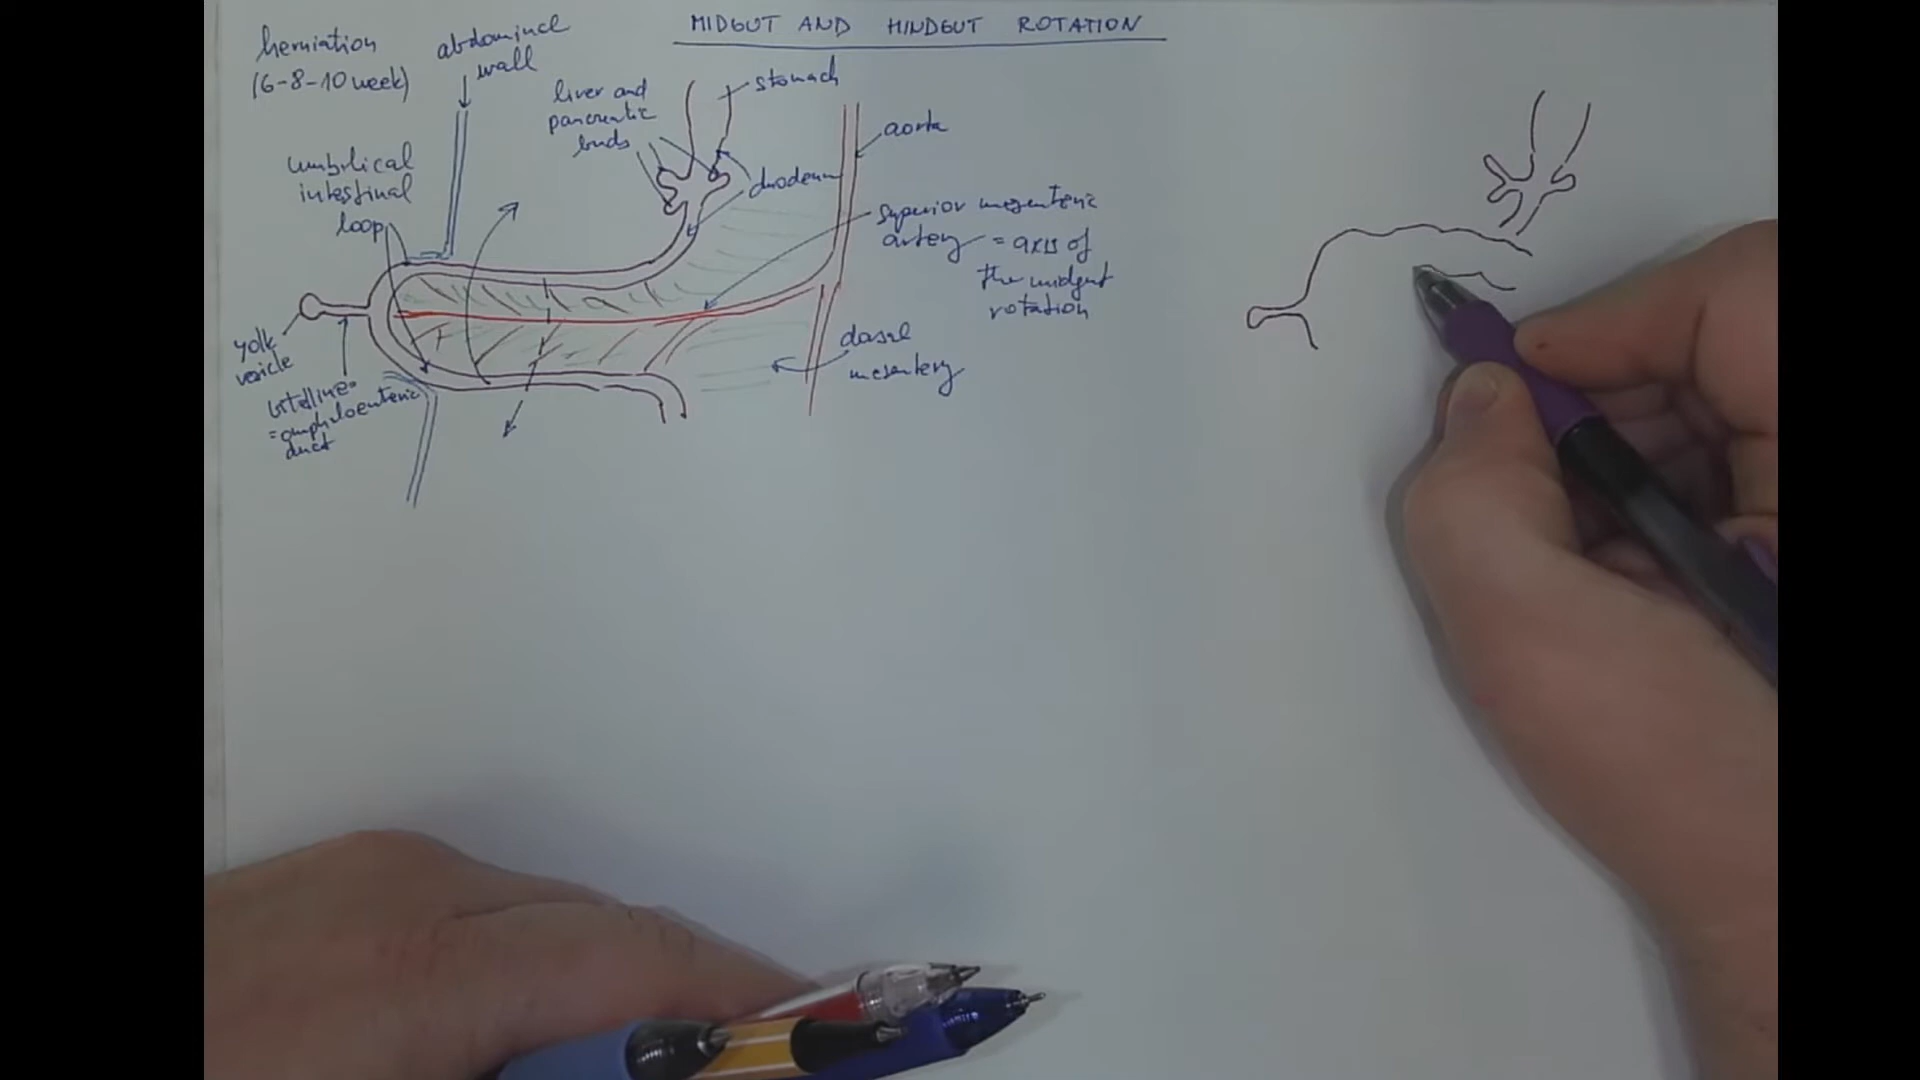 MIDGUT AND HINDGUT ROTATION
herniation
(6-8-10 week)
abdominal
wall
liver and
pancreatic
buds
stomach
aorta
umbilical
intestinal
loop
duodenum
superior mesenteric
artery = axis of
the midgut
rotation
yolk
vesicle
vitelline=
=omphaloenteric
duct
dorsal
mesentery